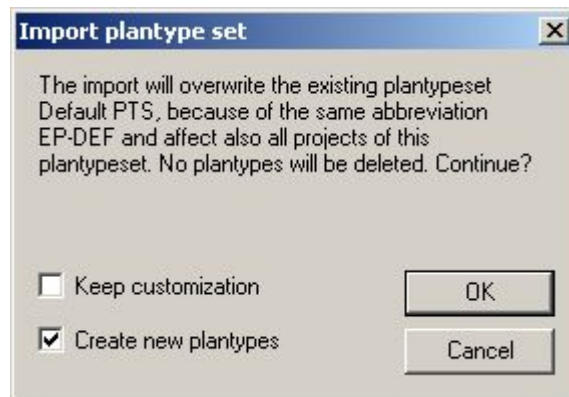 Import plantype set
The import will overwrite the existing plantypeset
Default PTS, because of the same abbreviation
EP-DEF and affect also all projects of this
plantypeset. No plantypes will be deleted. Continue?
Keep customization
OK
Create new plantypes
Cancel